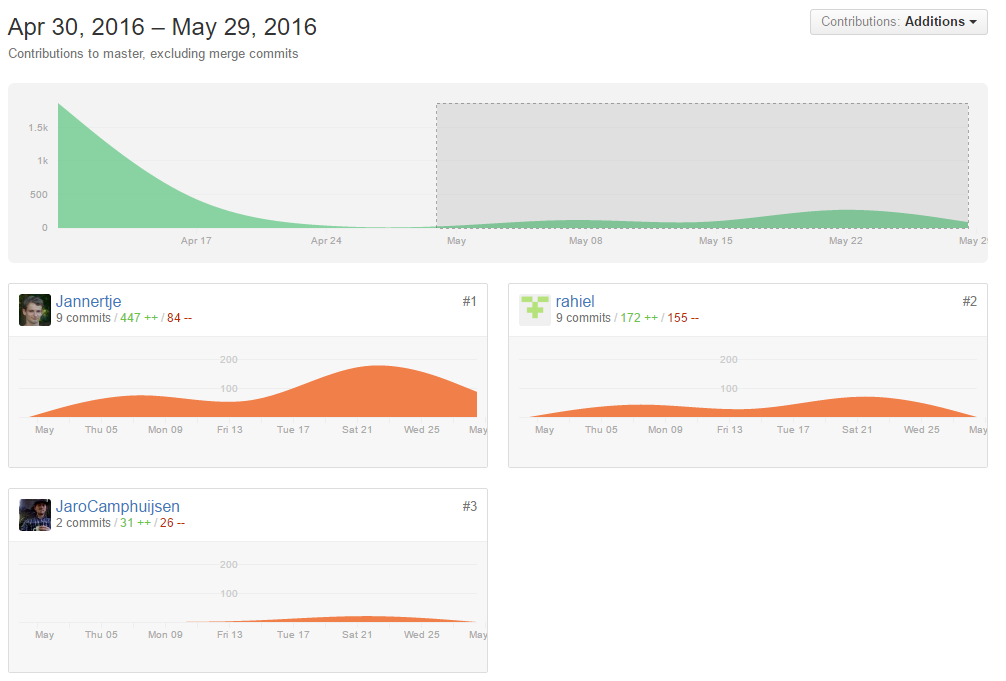 Apr 30, 2016 – May 29, 2016
Contributions: Additions
Contributions to master, excluding merge commits
1.5k
1k
500
0
Apr 17 Apr 24 May May 08 May 15 May 22 May 29
Jannertje #1
9 commits / 447 ++ / 84 --
200
100
May Thu 05 Mon 09 Fri 13 Tue 17 Sat 21 Wed 25 May
rahiel #2
9 commits / 172 ++ / 155 --
200
100
May Thu 05 Mon 09 Fri 13 Tue 17 Sat 21 Wed 25 May
JaroCamphuijsen #3
2 commits / 31 ++ / 26 --
200
100
May Thu 05 Mon 09 Fri 13 Tue 17 Sat 21 Wed 25 May